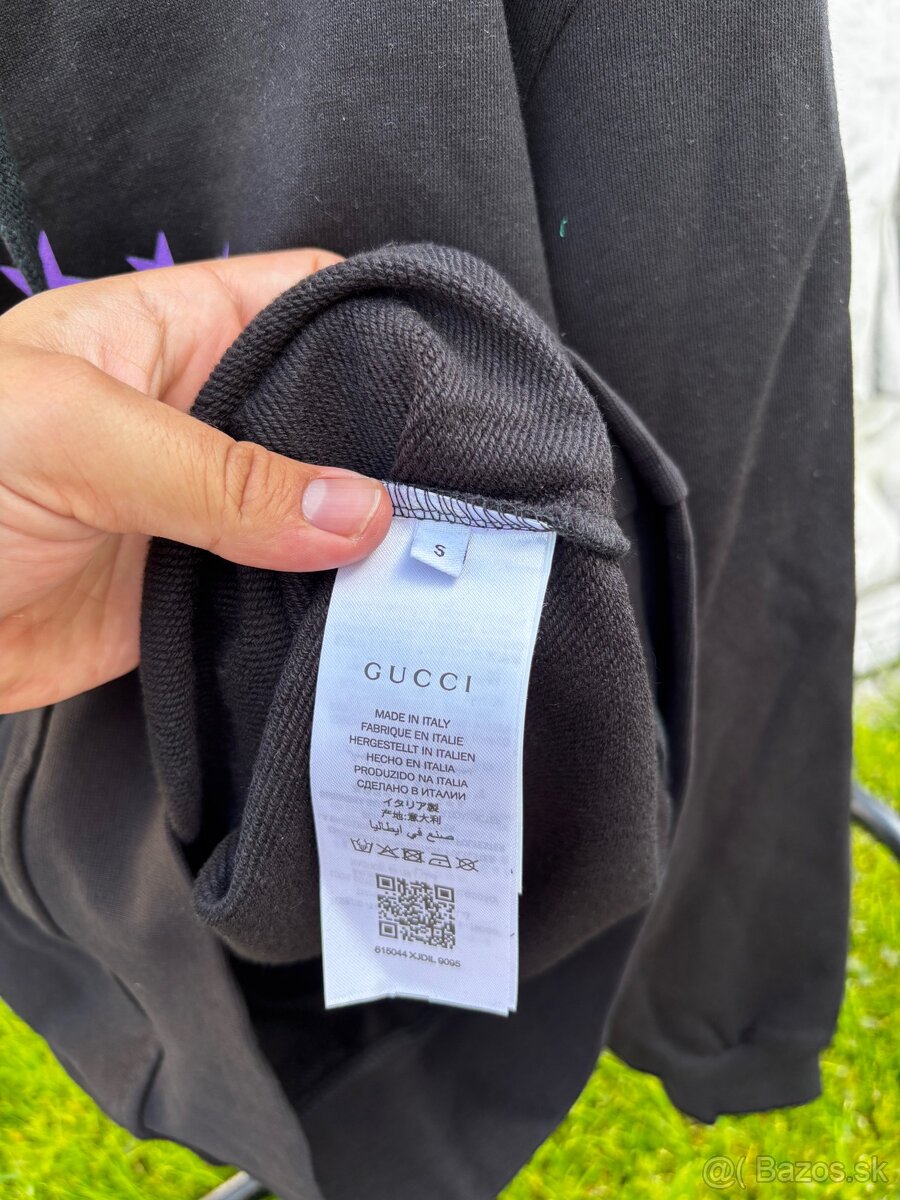 S
GUCCI
MADE IN ITALY
FABRIQUE EN ITALIE
HERGESTELLT IN ITALIEN
HECHO EN ITALIA
PRODUZIDO NA ITALIA
СДЕЛАНО В ИТАЛИИ
イタリア製
产地:意大利
صنع في ايطاليا
615044 XJDIL 9095
@( Bazos.sk